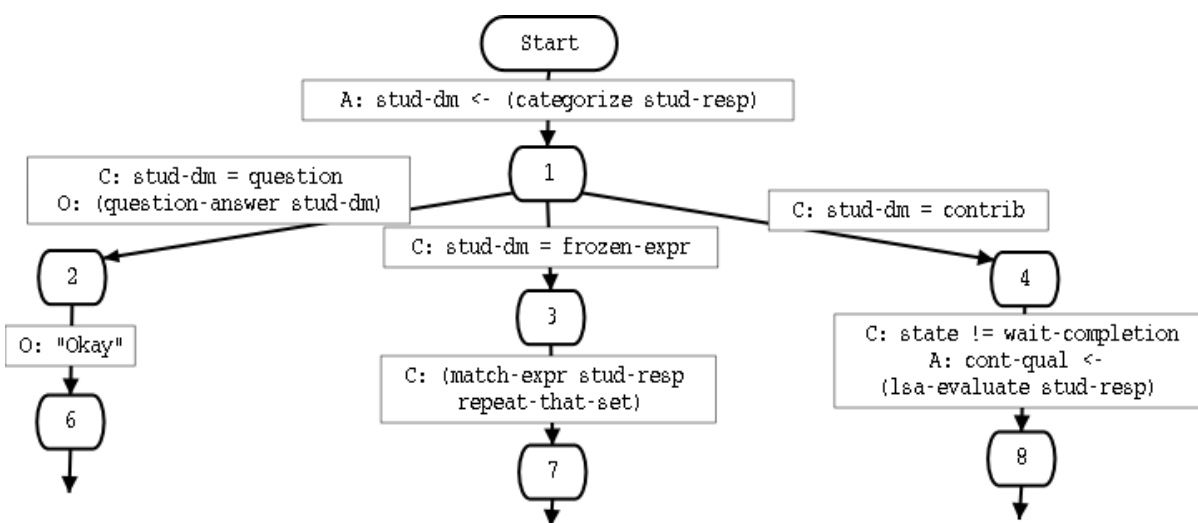 Start
A: stud-dm <- (categorize stud-resp)
1
C: stud-dm = question
O: (question-answer stud-dm)
C: stud-dm = frozen-expr
C: stud-dm = contrib
2
3
4
O: "Okay"
C: (match-expr stud-resp
repeat-that-set)
C: state != wait-completion
A: cont-qual <-
(lsa-evaluate stud-resp)
6
7
8